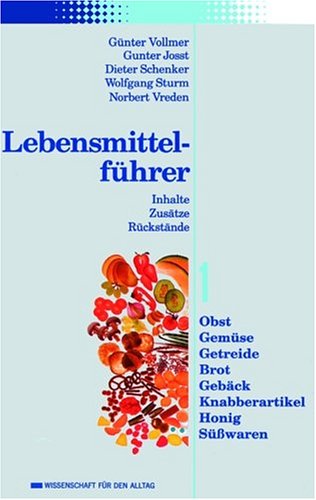 Günter Vollmer
Gunter Josst
Dieter Schenker
Wolfgang Sturm
Norbert Vreden
Lebensmittel-
führer
Inhalte
Zusätze
Rückstände
1
Obst
Gemüse
Getreide
Brot
Gebäck
Knabberartikel
Honig
Süßwaren
WISSENSCHAFT FÜR DEN ALLTAG